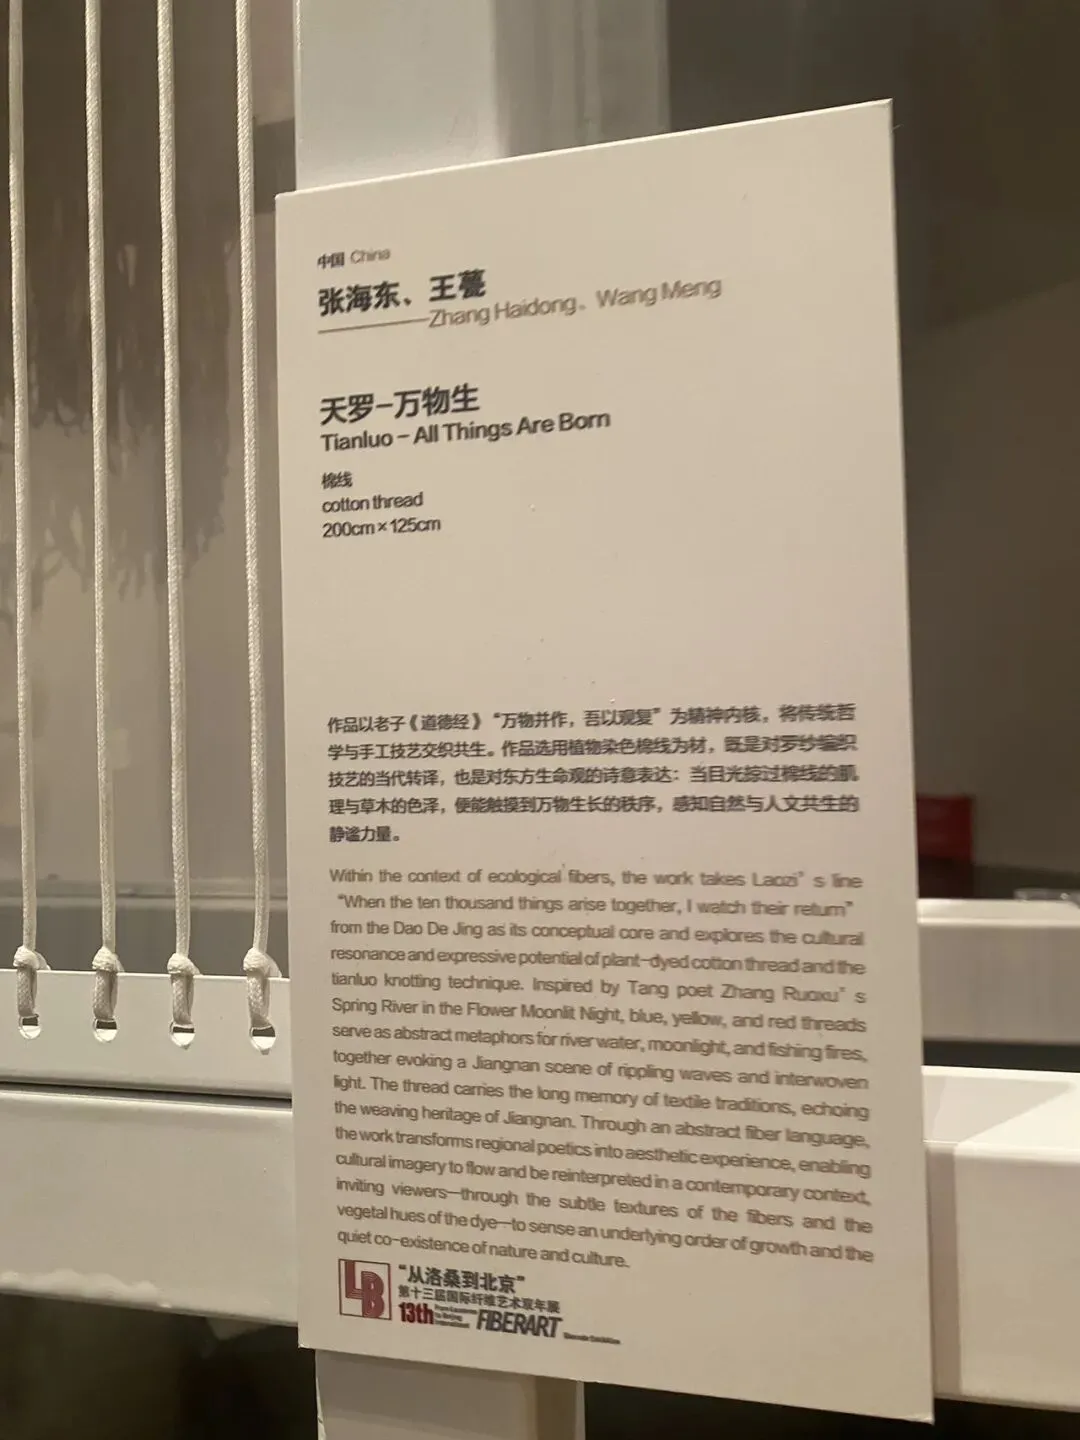 中国 China
张海东、王甍
Zhang Haidong、Wang Meng
天罗-万物生
Tianluo - All Things Are Born
棉线
cotton thread
200cm×125cm
作品以老子《道德经》“万物并作，吾以观复”为精神内核，将传统哲
学与手工技艺交织共生。作品选用植物染色棉线为材，既是对罗纱编织
技艺的当代转译，也是对东方生命观的诗意表达：当目光掠过棉线的肌
理与草木的色泽，便能触摸到万物生长的秩序，感知自然与人文共生的
静谧力量。
Within the context of ecological fibers, the work takes Laozi’s line
“When the ten thousand things arise together, I watch their return”
from the Dao De Jing as its conceptual core and explores the cultural
resonance and expressive potential of plant-dyed cotton thread and the
tianluo knotting technique. Inspired by Tang poet Zhang Ruoxu’s
Spring River in the Flower Moonlit Night, blue, yellow, and red threads
serve as abstract metaphors for river water, moonlight, and fishing fires,
together evoking a Jiangnan scene of rippling waves and interwoven
light. The thread carries the long memory of textile traditions, echoing
the weaving heritage of Jiangnan. Through an abstract fiber language,
the work transforms regional poetics into aesthetic experience, enabling
cultural imagery to flow and be reinterpreted in a contemporary context,
inviting viewers—through the subtle textures of the fibers and the
vegetal hues of the dye—to sense an underlying order of growth and the
quiet co-existence of nature and culture.
LB
“从洛桑到北京”
第十三届国际纤维艺术双年展
13th From Lausanne to Beijing International FIBERART Biennale Exhibition